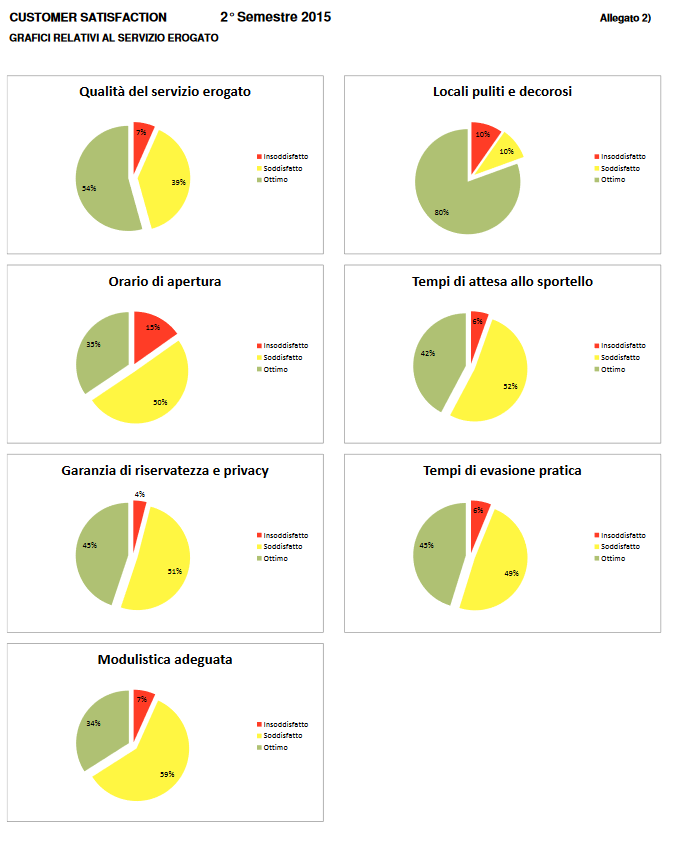 CUSTOMER SATISFACTION 2° Semestre 2015 Allegato 2)
GRAFICI RELATIVI AL SERVIZIO EROGATO
Qualità del servizio erogato
7%
39%
54%
Insoddisfatto
Soddisfatto
Ottimo
Locali puliti e decorosi
10%
10%
80%
Insoddisfatto
Soddisfatto
Ottimo
Orario di apertura
15%
50%
35%
Insoddisfatto
Soddisfatto
Ottimo
Tempi di attesa allo sportello
6%
52%
42%
Insoddisfatto
Soddisfatto
Ottimo
Garanzia di riservatezza e privacy
4%
51%
45%
Insoddisfatto
Soddisfatto
Ottimo
Tempi di evasione pratica
6%
49%
45%
Insoddisfatto
Soddisfatto
Ottimo
Modulistica adeguata
7%
59%
34%
Insoddisfatto
Soddisfatto
Ottimo